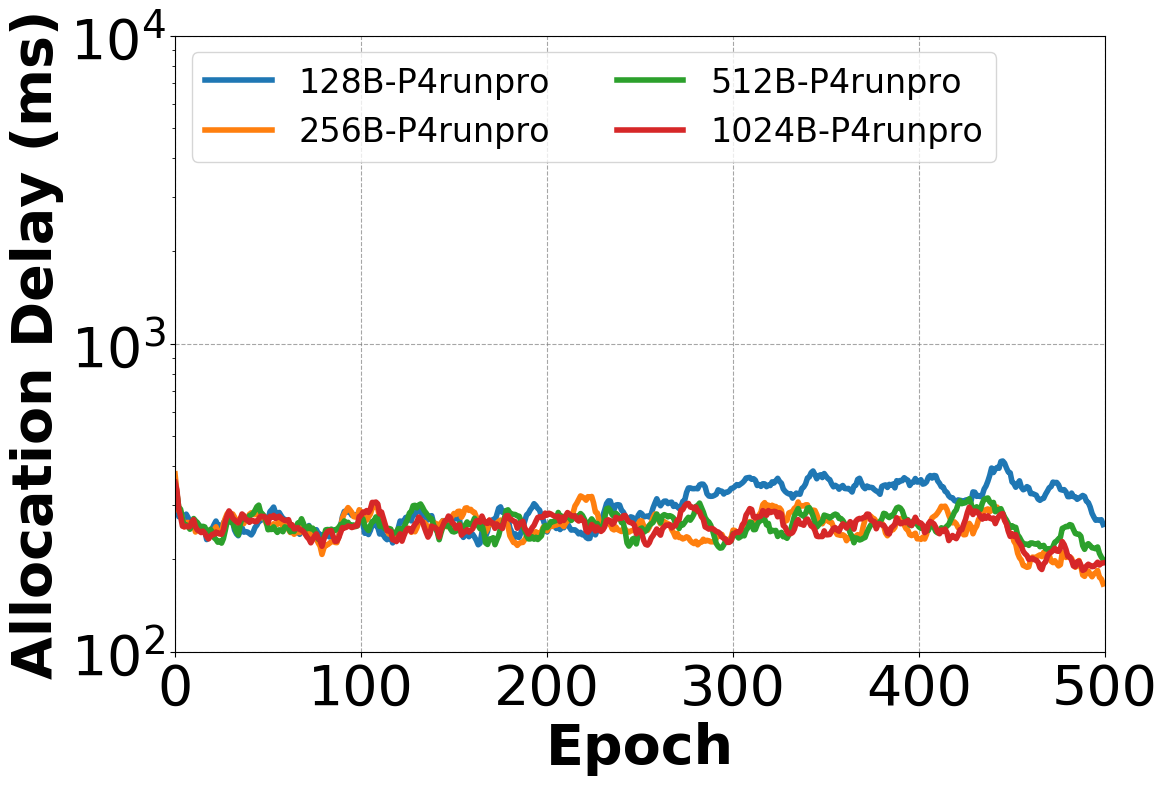 Allocation Delay (ms)
10^4
10^3
10^2
128B-P4runpro
256B-P4runpro
512B-P4runpro
1024B-P4runpro
0 100 200 300 400 500
Epoch